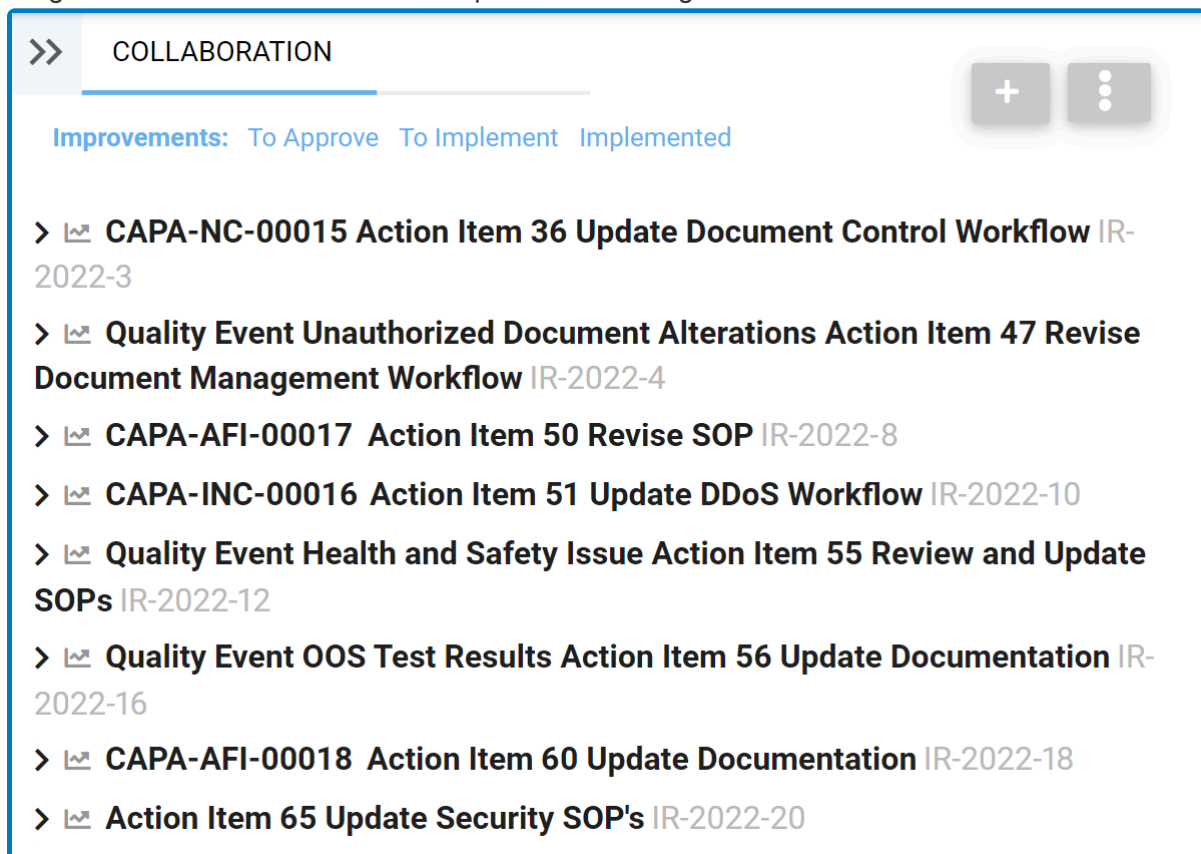 COLLABORATION
Improvements: To Approve To Implement Implemented
CAPA-NC-00015 Action Item 36 Update Document Control Workflow IR-
2022-3
Quality Event Unauthorized Document Alterations Action Item 47 Revise
Document Management Workflow IR-2022-4
CAPA-AFI-00017 Action Item 50 Revise SOP IR-2022-8
CAPA-INC-00016 Action Item 51 Update DDoS Workflow IR-2022-10
Quality Event Health and Safety Issue Action Item 55 Review and Update
SOPs IR-2022-12
Quality Event OOS Test Results Action Item 56 Update Documentation IR-
2022-16
CAPA-AFI-00018 Action Item 60 Update Documentation IR-2022-18
Action Item 65 Update Security SOP's IR-2022-20